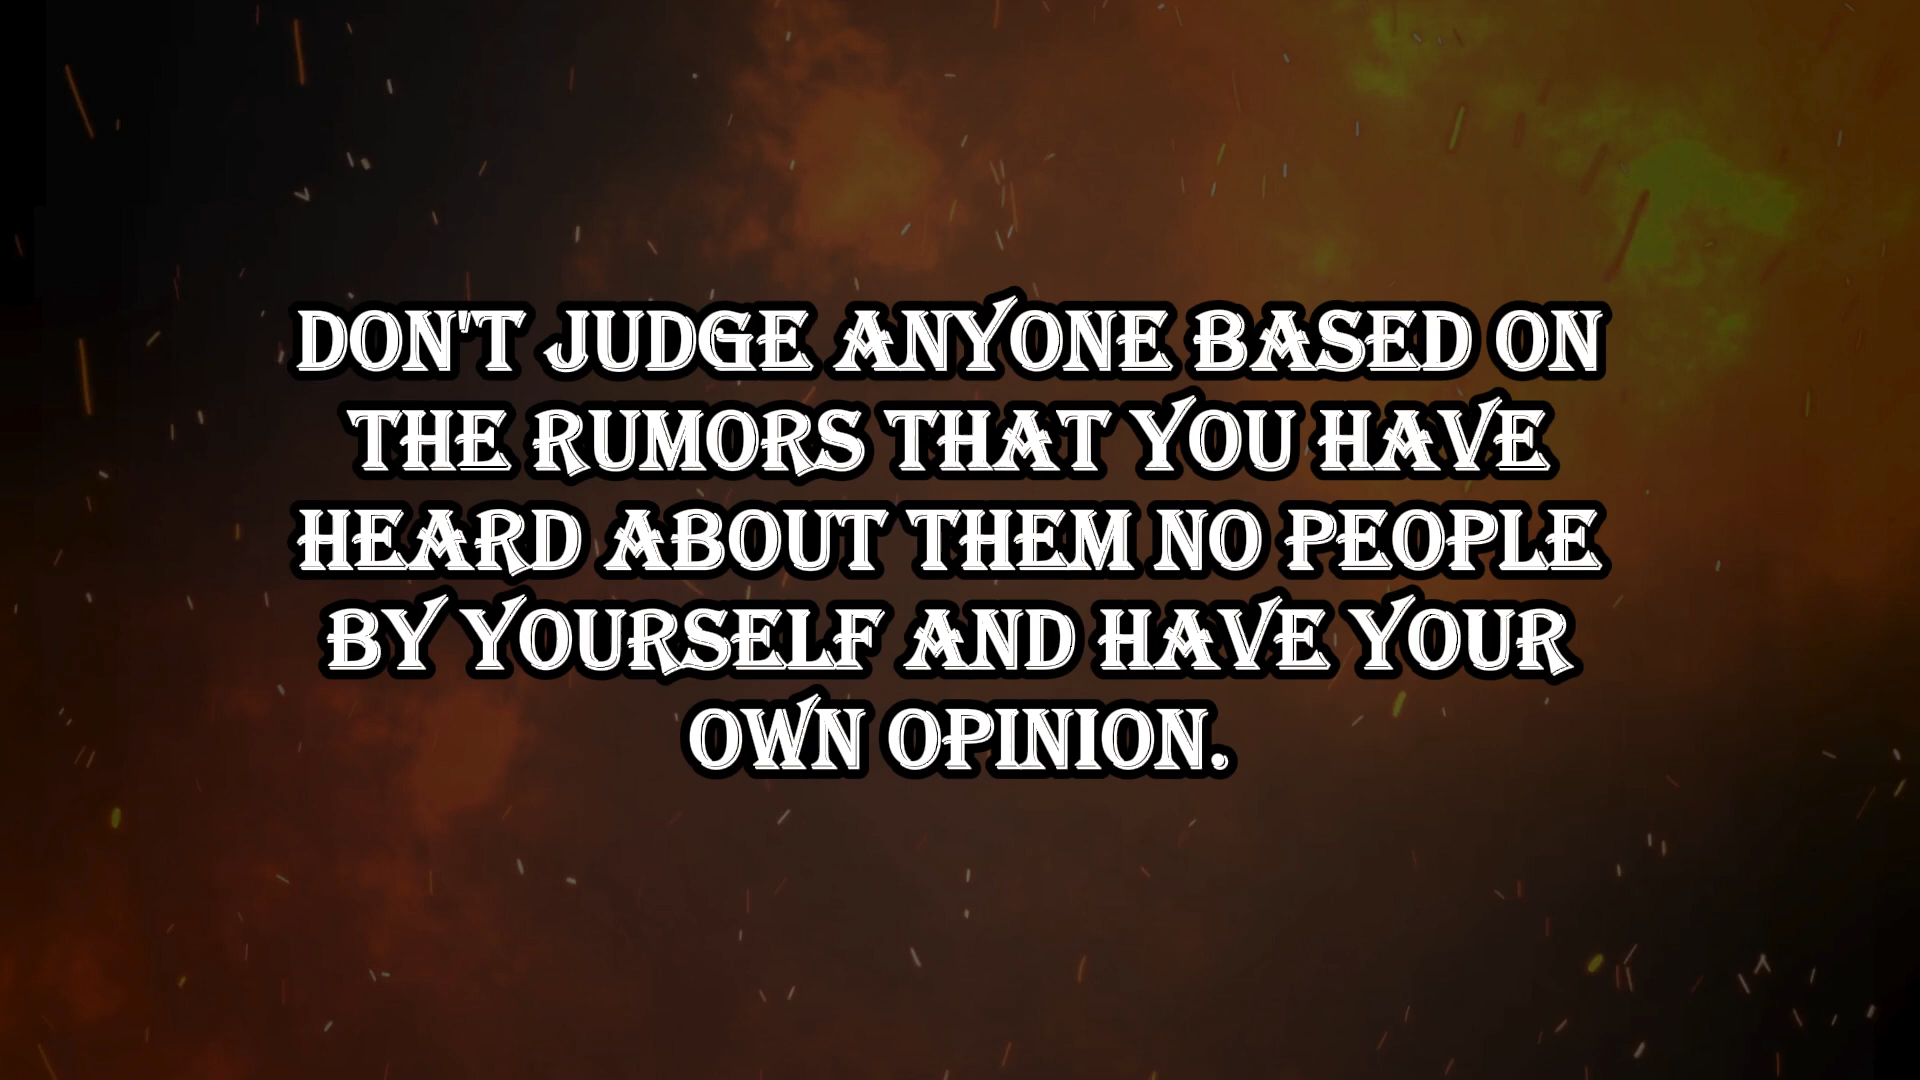 DON'T JUDGE ANYONE BASED ON
THE RUMORS THAT YOU HAVE
HEARD ABOUT THEM NO PEOPLE
BY YOURSELF AND HAVE YOUR
OWN OPINION.